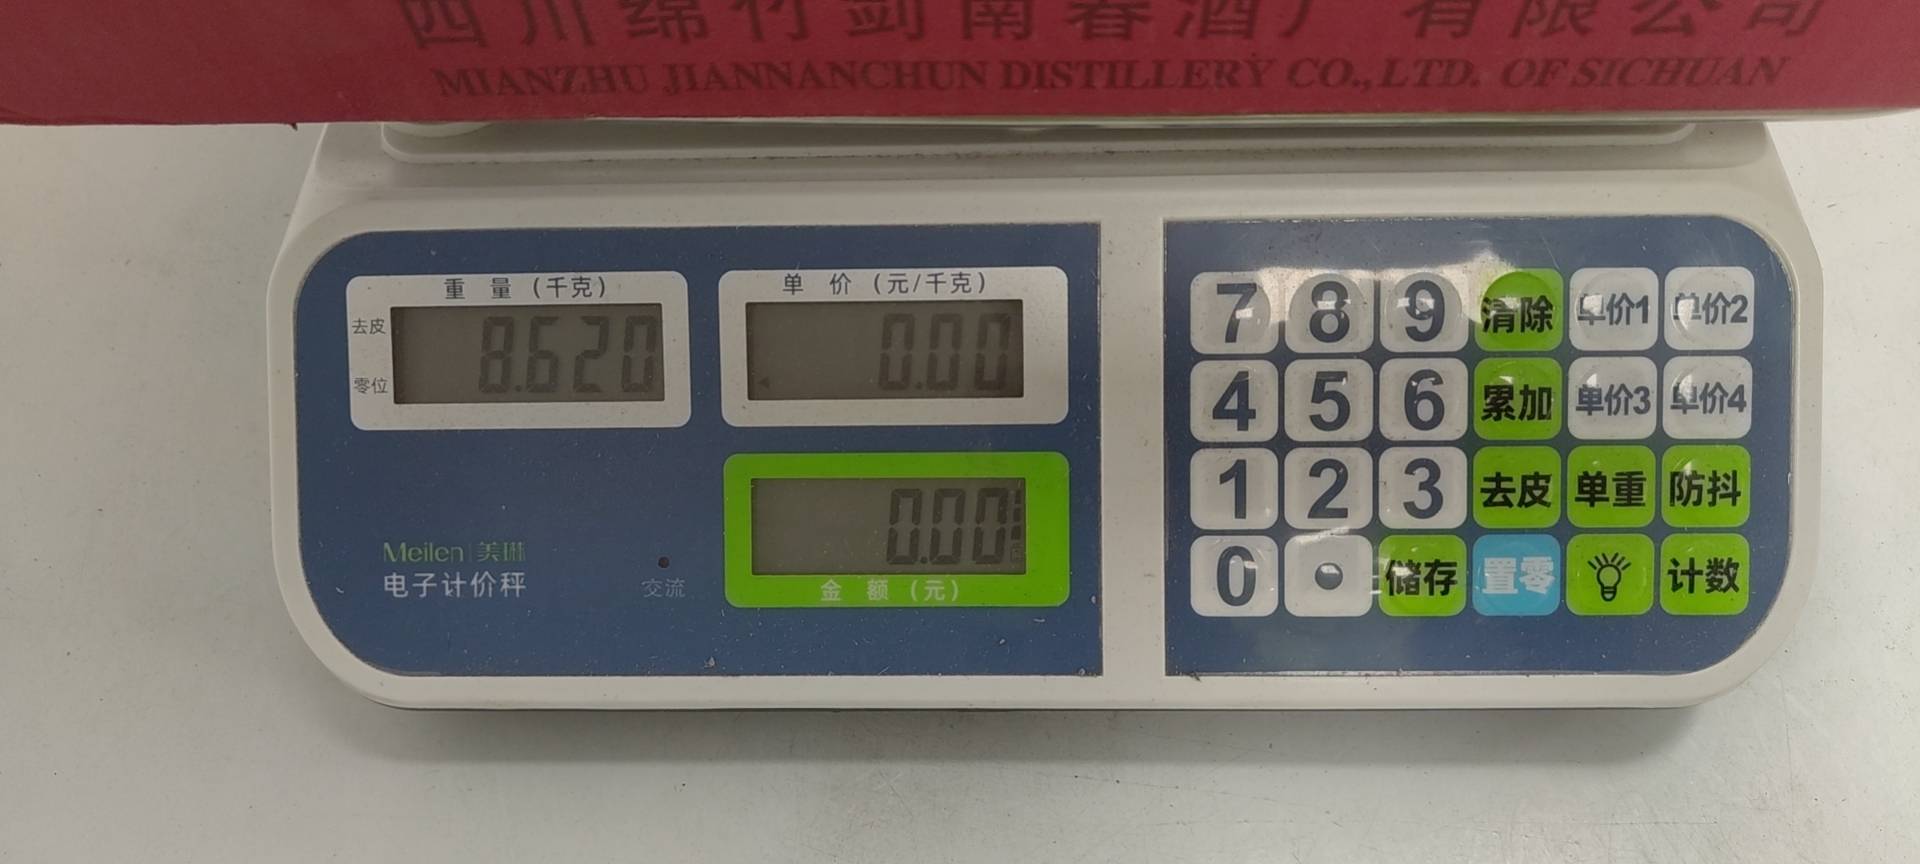 四川绵竹剑南春酒厂有限公司
MIANZHU JIANNANCHUN DISTILLERY CO.,LTD. OF SICHUAN
重 量 (千克)
去皮
零位
8.620
单 价 (元/千克)
0.00
0.00
金 额 (元)
Meilen|美琳
电子计价秤
交流
7 8 9 清除 单价1 单价2
4 5 6 累加 单价3 单价4
1 2 3 去皮 单重 防抖
0 . 储存 置零 计数